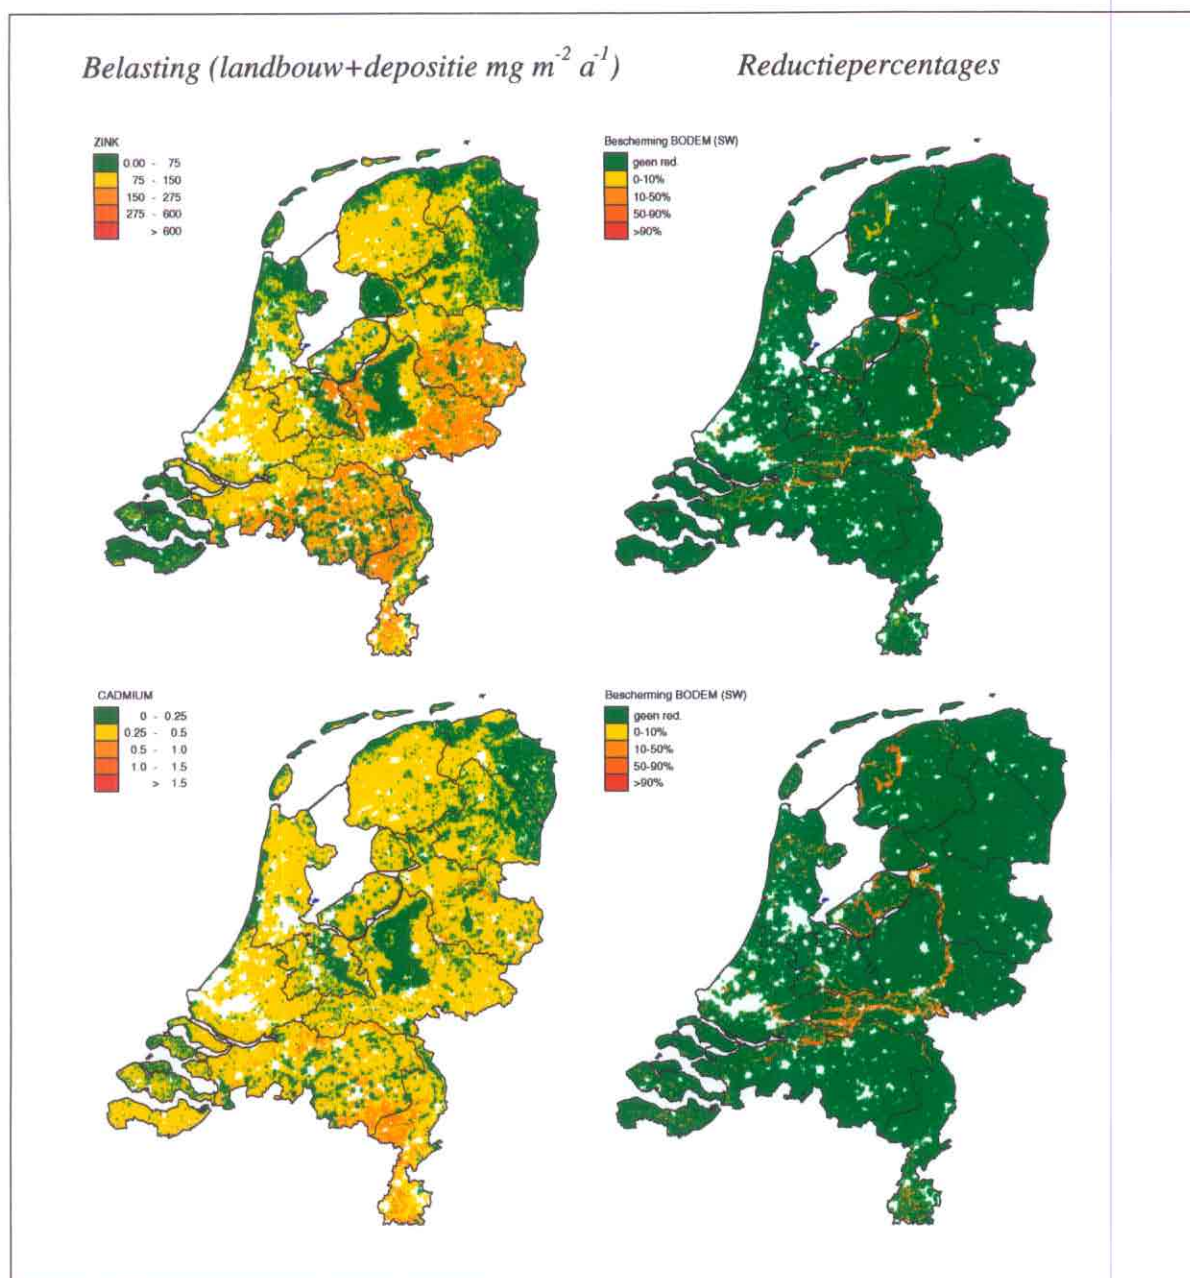 Belasting (landbouw+depositie mg m-2 a-1)
Reductiepercentages
ZINK
0.00 - 75
75 - 150
150 - 275
275 - 600
> 600
Bescherming BODEM (SW)
geen red.
0-10%
10-50%
50-90%
>90%
CADMIUM
0 - 0.25
0.25 - 0.5
0.5 - 1.0
1.0 - 1.5
> 1.5
Bescherming BODEM (SW)
geen red.
0-10%
10-50%
50-90%
>90%